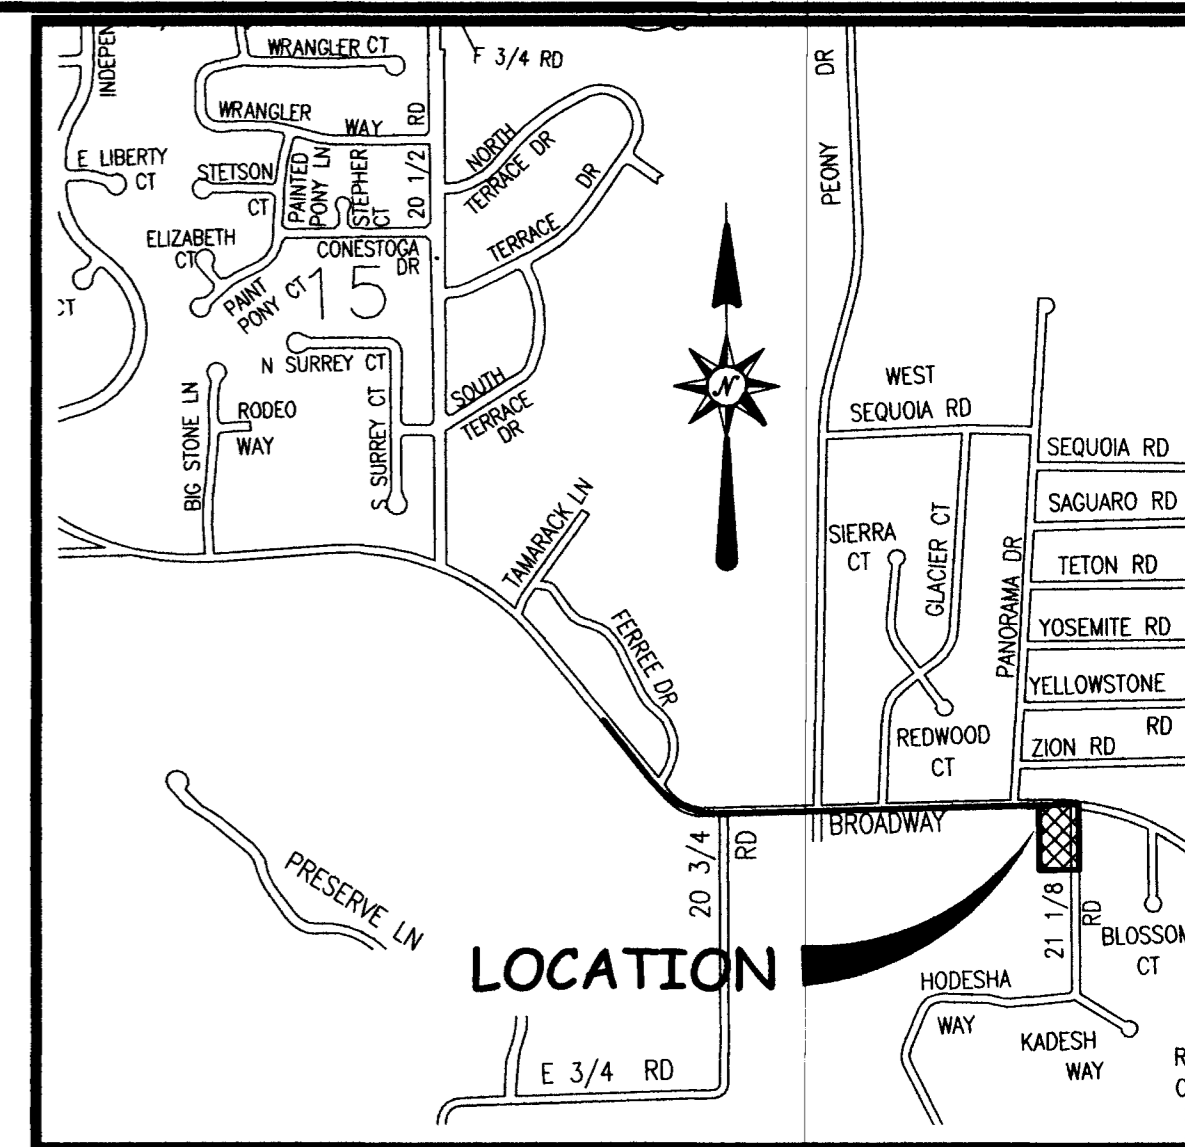 INDEPEN
WRANGLER CT
F 3/4 RD
WRANGLER
WAY
20 1/2 RD
NORTH
TERRACE DR
PEONY DR
E LIBERTY
CT
STETSON
CT
PAINTED
PONY LN
STEPHER
CT
TERRACE DR
ELIZABETH
CT
CONESTOGA
DR
PAINT
PONY CT
15
CT
N SURREY CT
S SURREY CT
SOUTH
TERRACE
DR
BIG STONE LN
RODEO
WAY
N
WEST
SEQUOIA RD
SEQUOIA RD
SAGUARO RD
TETON RD
YOSEMITE RD
YELLOWSTONE
RD
ZION RD
PANORAMA DR
SIERRA
CT
GLACIER CT
REDWOOD
CT
TAMARACK LN
FERREE DR
BROADWAY
20 3/4
RD
PRESERVE LN
LOCATION
21 1/8
RD
BLOSSOM
CT
HODESHA
WAY
KADESH
WAY
E 3/4 RD
R